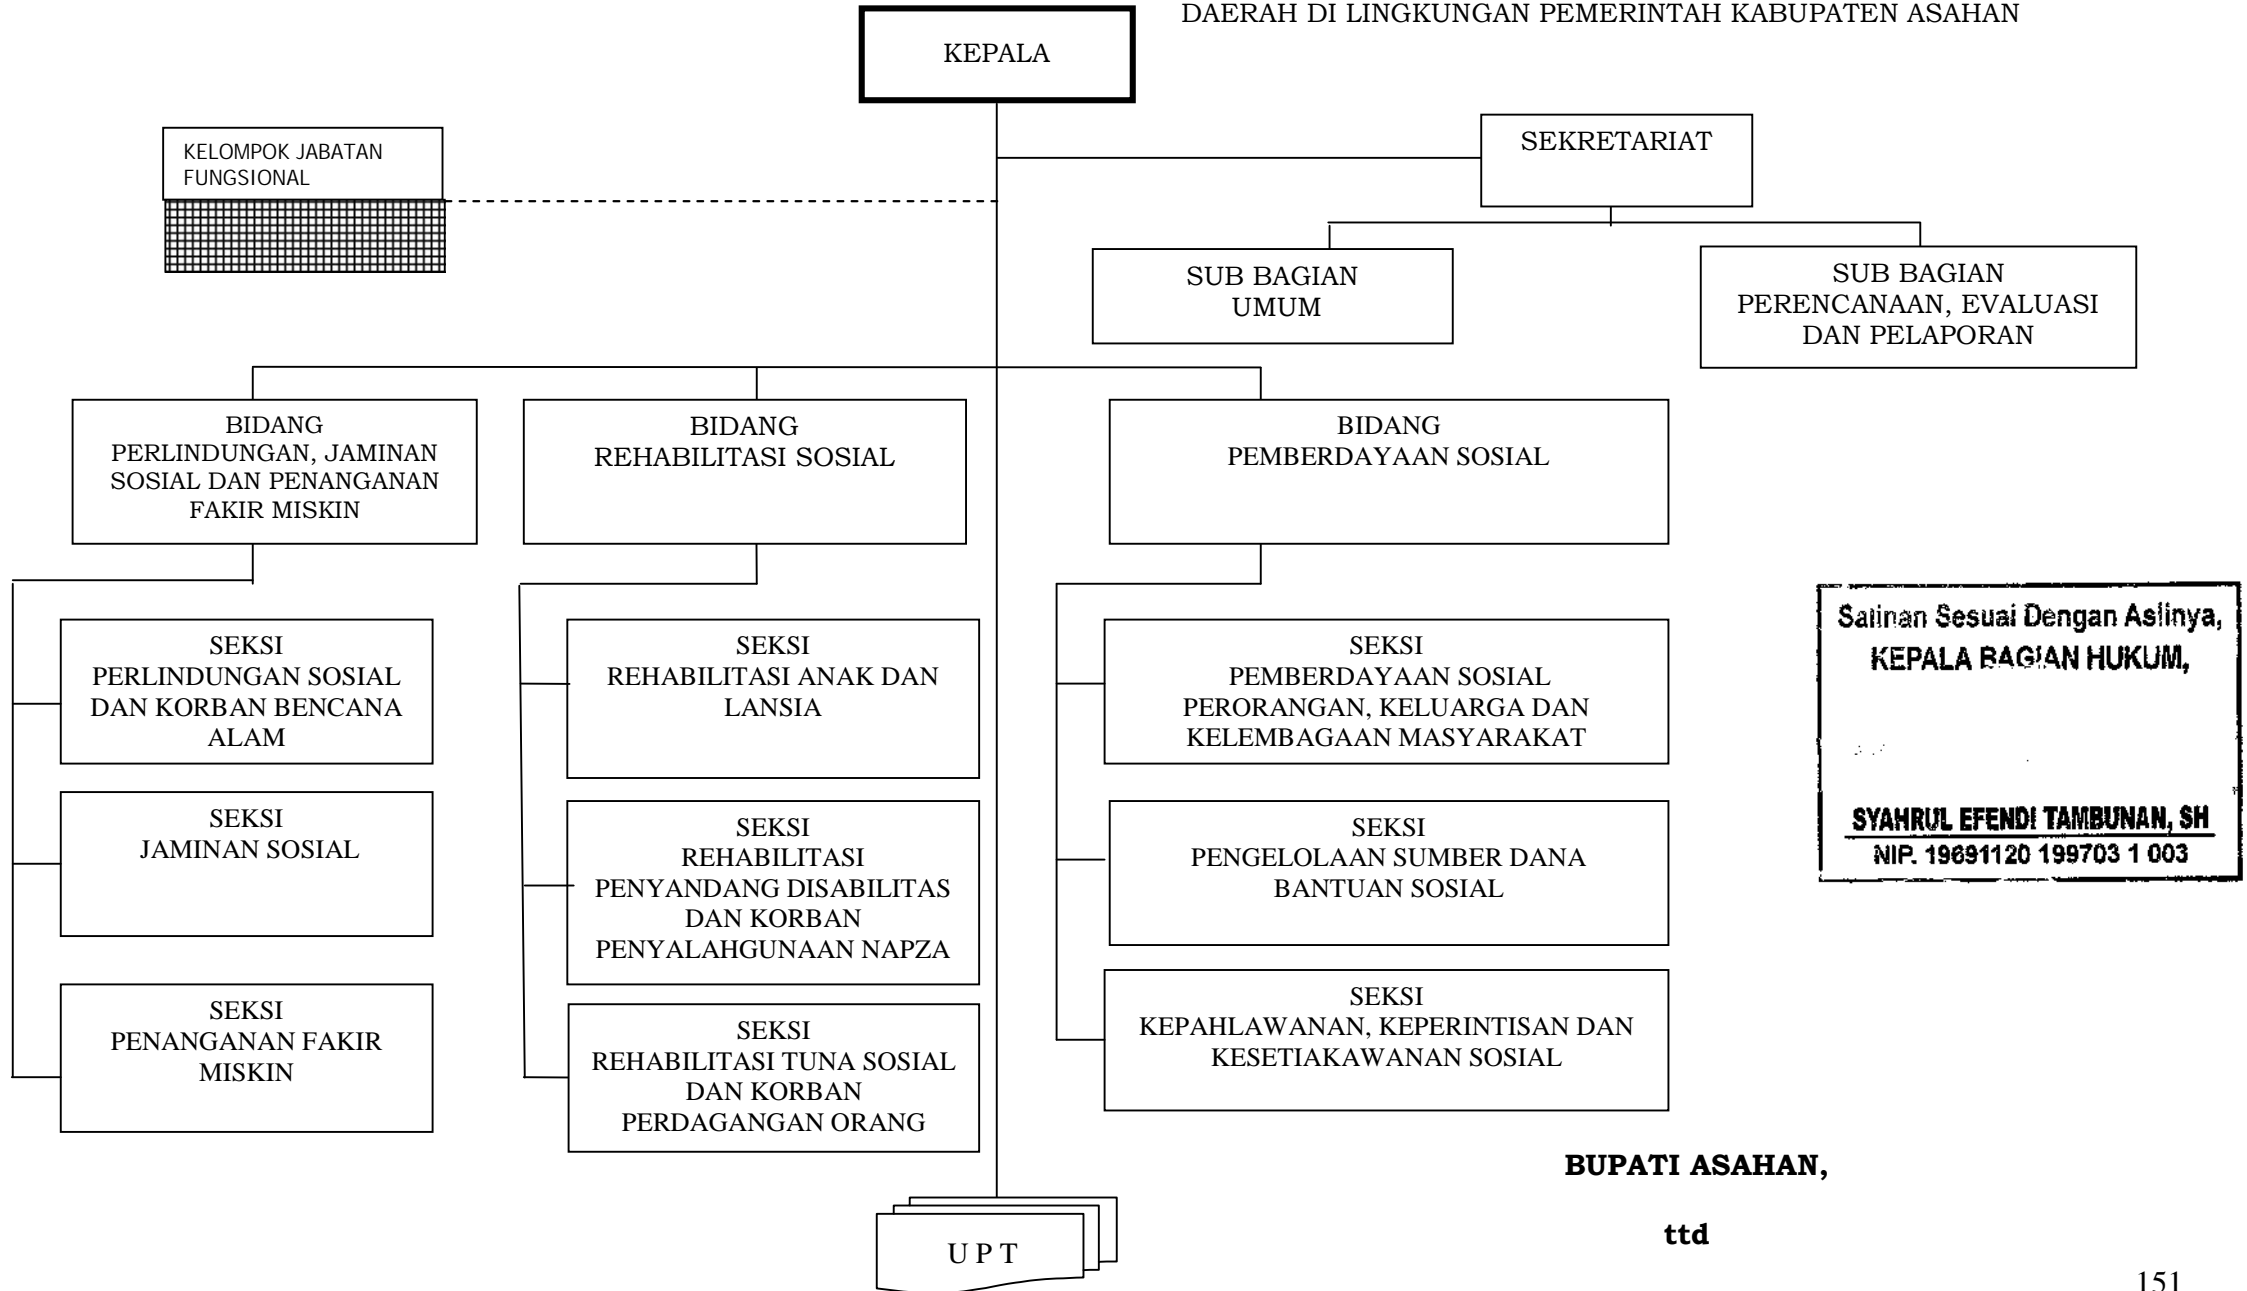 DAERAH DI LINGKUNGAN PEMERINTAH KABUPATEN ASAHAN
KEPALA
KELOMPOK JABATAN
FUNGSIONAL
SEKRETARIAT
SUB BAGIAN
UMUM
SUB BAGIAN
PERENCANAAN, EVALUASI
DAN PELAPORAN
BIDANG
PERLINDUNGAN, JAMINAN
SOSIAL DAN PENANGANAN
FAKIR MISKIN
BIDANG
REHABILITASI SOSIAL
BIDANG
PEMBERDAYAAN SOSIAL
SEKSI
PERLINDUNGAN SOSIAL
DAN KORBAN BENCANA
ALAM
SEKSI
JAMINAN SOSIAL
SEKSI
PENANGANAN FAKIR
MISKIN
SEKSI
REHABILITASI ANAK DAN
LANSIA
SEKSI
REHABILITASI
PENYANDANG DISABILITAS
DAN KORBAN
PENYALAHGUNAAN NAPZA
SEKSI
REHABILITASI TUNA SOSIAL
DAN KORBAN
PERDAGANGAN ORANG
SEKSI
PEMBERDAYAAN SOSIAL
PERORANGAN, KELUARGA DAN
KELEMBAGAAN MASYARAKAT
SEKSI
PENGELOLAAN SUMBER DANA
BANTUAN SOSIAL
SEKSI
KEPAHLAWANAN, KEPERINTISAN DAN
KESETIAKAWANAN SOSIAL
Salinan Sesuai Dengan Aslinya,
KEPALA BAGIAN HUKUM,
SYAHRUL EFENDI TAMBUNAN, SH
NIP. 19691120 199703 1 003
U P T
BUPATI ASAHAN,
ttd
151